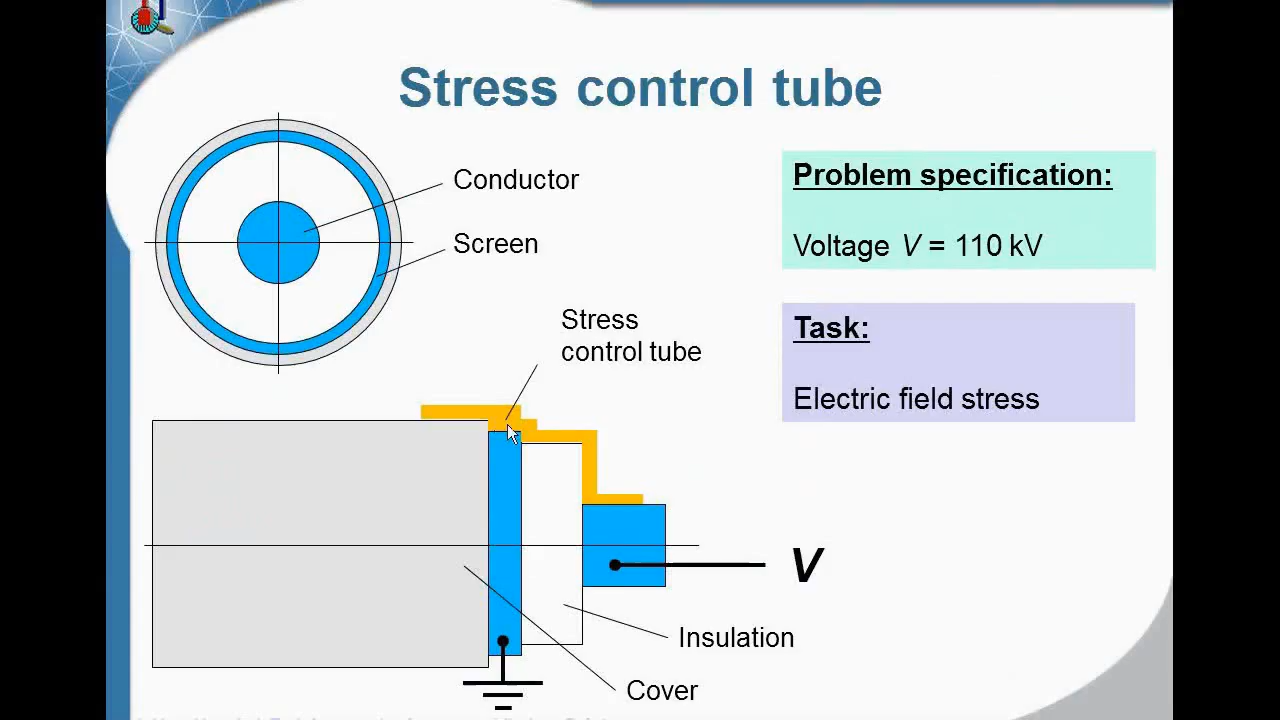 Stress control tube
Conductor
Screen
Problem specification:
Voltage V = 110 kV
Stress
control tube
Task:
Electric field stress
V
Insulation
Cover